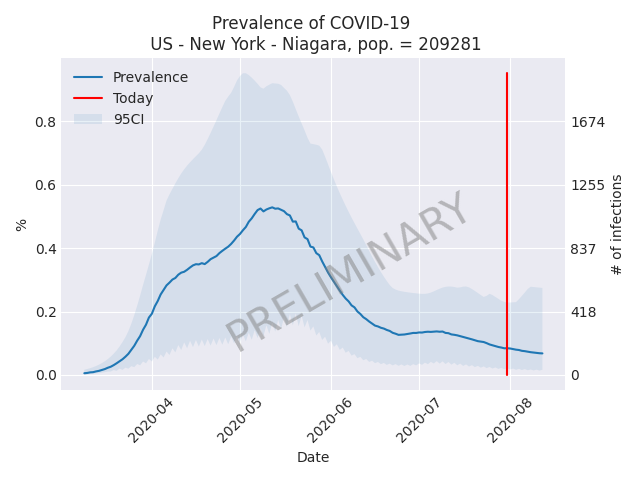 Prevalence of COVID-19
US - New York - Niagara, pop. = 209281
Prevalence
Today
95CI
0.8
0.6
0.4
0.2
0.0
%
1674
1255
837
418
0
# of infections
PRELIMINARY
2020-04
2020-05
2020-06
2020-07
2020-08
Date